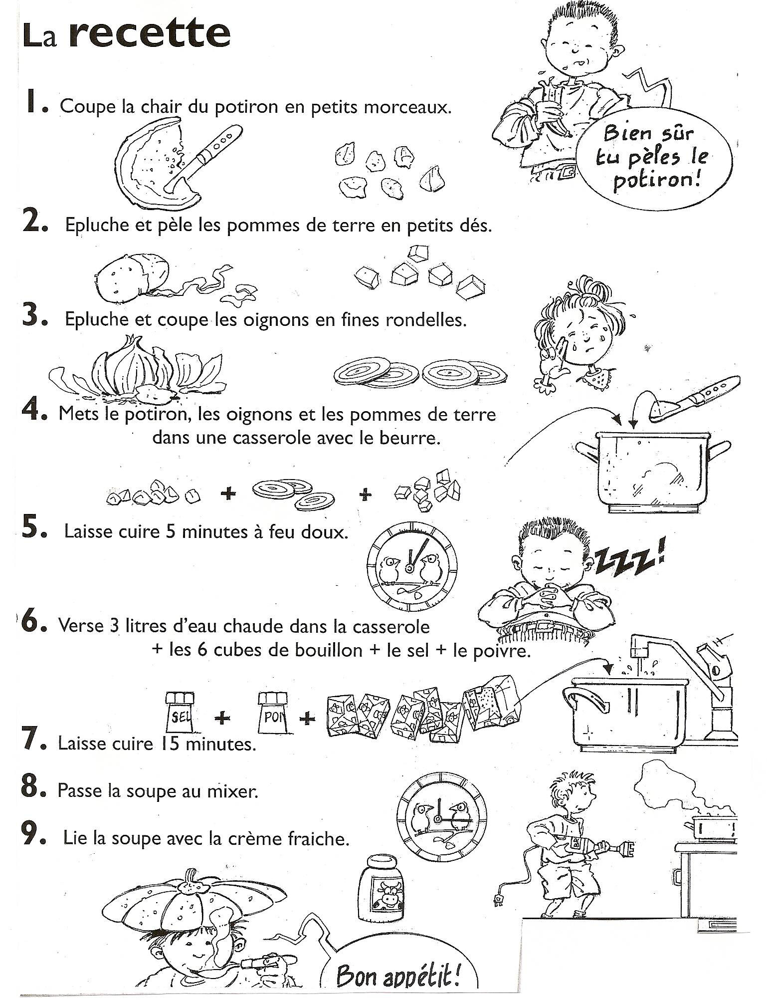 La recette
1. Coupe la chair du potiron en petits morceaux.
Bien sûr
tu pèles le
potiron!
2. Epluche et pèle les pommes de terre en petits dés.
3. Epluche et coupe les oignons en fines rondelles.
4. Mets le potiron, les oignons et les pommes de terre
dans une casserole avec le beurre.
+ +
5. Laisse cuire 5 minutes à feu doux.
zzz!
6. Verse 3 litres d'eau chaude dans la casserole
+ les 6 cubes de bouillon + le sel + le poivre.
SEL + POI +
7. Laisse cuire 15 minutes.
8. Passe la soupe au mixer.
BR
9. Lie la soupe avec la crème fraiche.
Bon appétit!